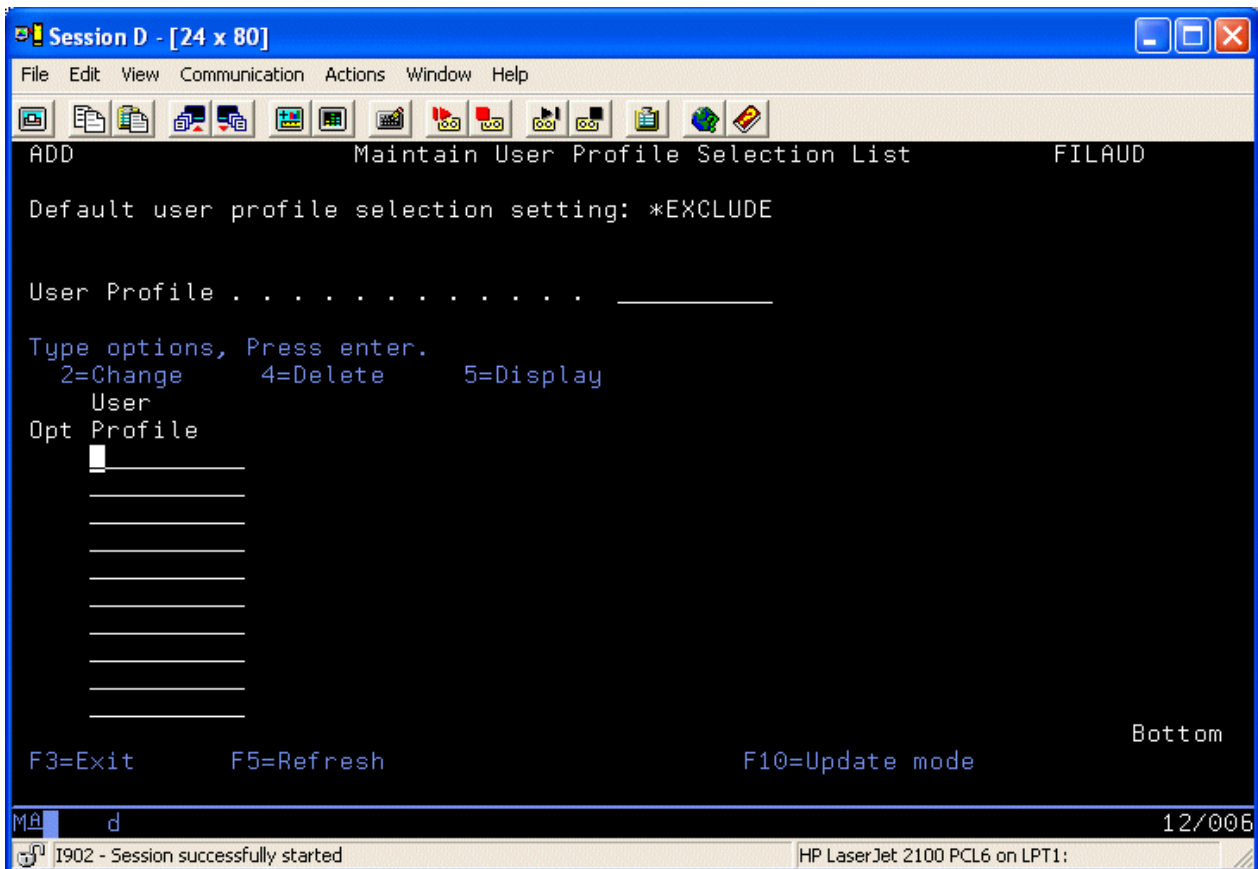 Session D - [24 x 80]
File Edit View Communication Actions Window Help
ADD Maintain User Profile Selection List FILAUD
Default user profile selection setting: *EXCLUDE
User Profile . . . . . . . . . . . . . __________
Type options, Press enter.
2=Change 4=Delete 5=Display
User
Opt Profile
Bottom
F3=Exit F5=Refresh F10=Update mode
MA d 12/006
I902 - Session successfully started HP LaserJet 2100 PCL6 on LPT1: